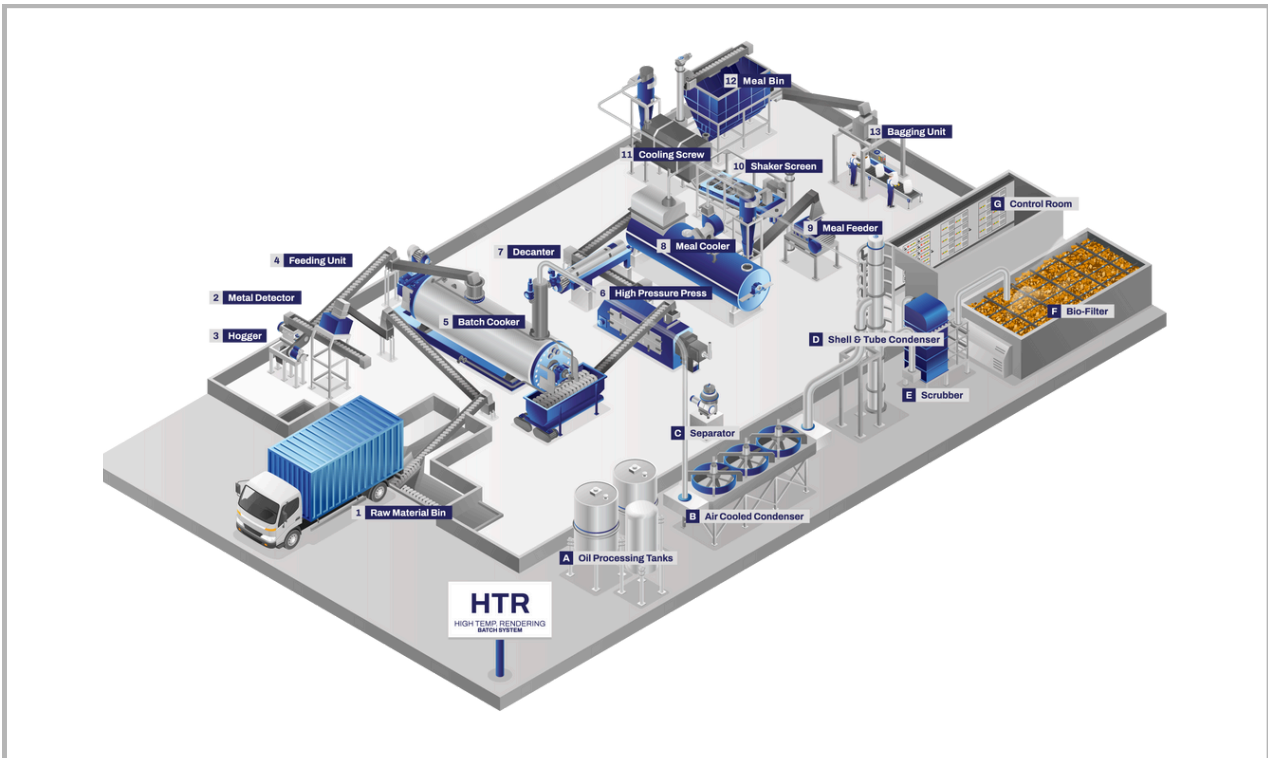 12 Meal Bin
13 Bagging Unit
11 Cooling Screw
10 Shaker Screen
G Control Room
9 Meal Feeder
8 Meal Cooler
7 Decanter
4 Feeding Unit
6 High Pressure Press
2 Metal Detector
F Bio-Filter
5 Batch Cooker
3 Hogger
D Shell & Tube Condenser
E Scrubber
C Separator
1 Raw Material Bin
B Air Cooled Condenser
A Oil Processing Tanks
HTR
HIGH TEMP. RENDERING
BATCH SYSTEM